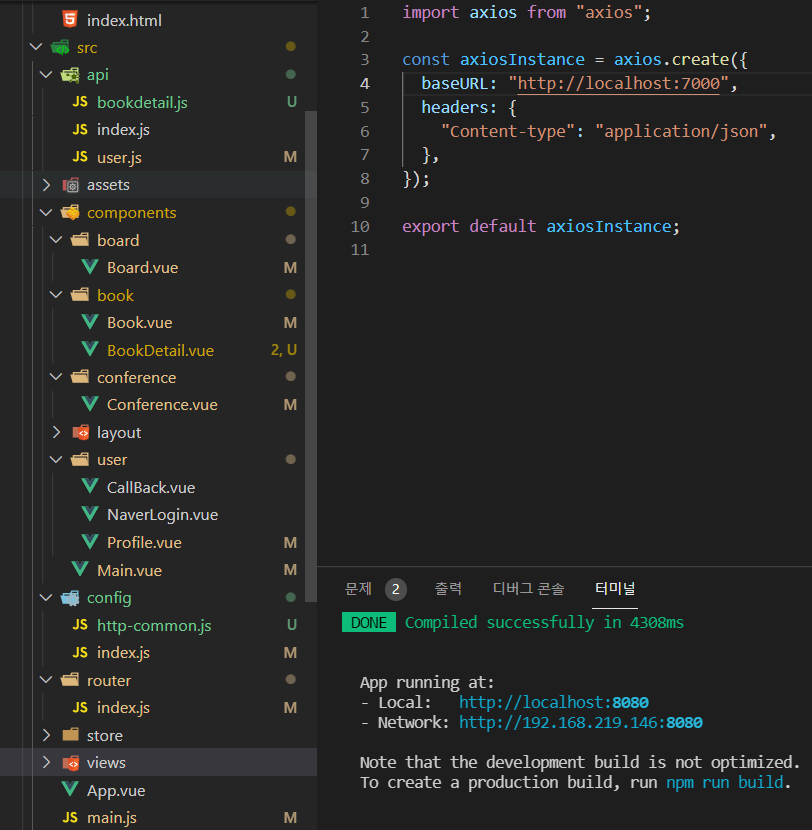 index.html
src
api
JS bookdetail.js U
JS index.js
JS user.js M
assets
components
board
Board.vue M
book
Book.vue M
BookDetail.vue 2, U
conference
Conference.vue M
layout
user
CallBack.vue
NaverLogin.vue
Profile.vue M
Main.vue M
config
JS http-common.js U
JS index.js M
router
JS index.js M
store
views
App.vue
JS main.js M
1 import axios from "axios";
2
3 const axiosInstance = axios.create({
4 baseURL: "http://localhost:7000",
5 headers: {
6 "Content-type": "application/json",
7 },
8 });
9
10 export default axiosInstance;
11
문제 2 출력 디버그 콘솔 터미널
DONE Compiled successfully in 4308ms
App running at:
- Local: http://localhost:8080
- Network: http://192.168.219.146:8080
Note that the development build is not optimized.
To create a production build, run npm run build.